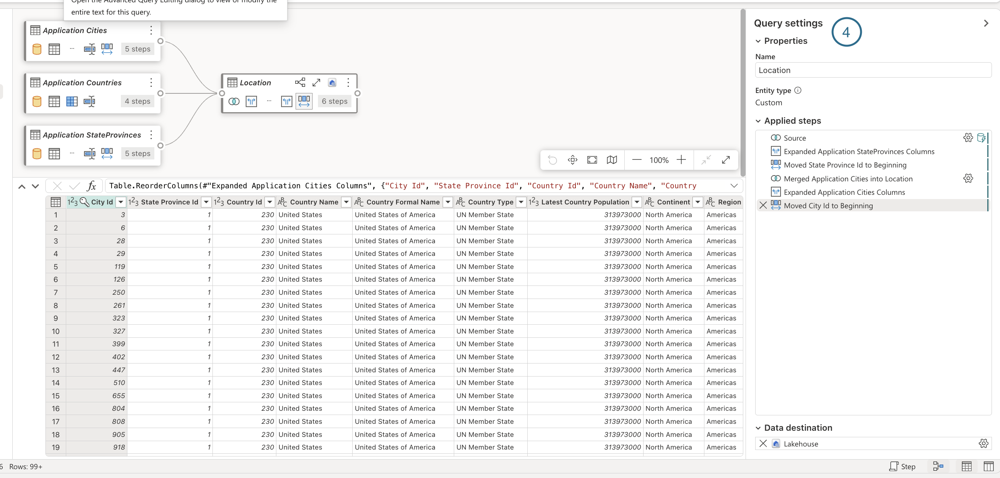 Open the Advanced Query Editing dialog to view or modify the
entire text for this query.
Application Cities
5 steps
Application Countries
4 steps
Application StateProvinces
5 steps
Location
6 steps
100%
fx Table.ReorderColumns(#"Expanded Application Cities Columns", {"City Id", "State Province Id", "Country Id", "Country Name", "Country
123 City Id 123 State Province Id 123 Country Id ABC Country Name ABC Country Formal Name ABC Country Type 123 Latest Country Population ABC Continent ABC Region
1 3 1 230 United States United States of America UN Member State 313973000 North America Americas
2 6 1 230 United States United States of America UN Member State 313973000 North America Americas
3 28 1 230 United States United States of America UN Member State 313973000 North America Americas
4 29 1 230 United States United States of America UN Member State 313973000 North America Americas
5 119 1 230 United States United States of America UN Member State 313973000 North America Americas
6 126 1 230 United States United States of America UN Member State 313973000 North America Americas
7 250 1 230 United States United States of America UN Member State 313973000 North America Americas
8 261 1 230 United States United States of America UN Member State 313973000 North America Americas
9 323 1 230 United States United States of America UN Member State 313973000 North America Americas
10 327 1 230 United States United States of America UN Member State 313973000 North America Americas
11 399 1 230 United States United States of America UN Member State 313973000 North America Americas
12 402 1 230 United States United States of America UN Member State 313973000 North America Americas
13 447 1 230 United States United States of America UN Member State 313973000 North America Americas
14 510 1 230 United States United States of America UN Member State 313973000 North America Americas
15 655 1 230 United States United States of America UN Member State 313973000 North America Americas
16 804 1 230 United States United States of America UN Member State 313973000 North America Americas
17 808 1 230 United States United States of America UN Member State 313973000 North America Americas
18 905 1 230 United States United States of America UN Member State 313973000 North America Americas
19 918 1 230 United States United States of America UN Member State 313973000 North America Americas
6 Rows: 99+
Query settings
4
Properties
Name
Location
Entity type
Custom
Applied steps
Source
Expanded Application StateProvinces Columns
Moved State Province Id to Beginning
Merged Application Cities into Location
Expanded Application Cities Columns
Moved City Id to Beginning
Data destination
Lakehouse
Step